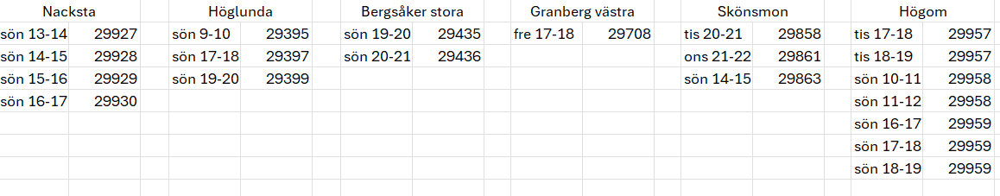 Nacksta Höglunda Bergsåker stora Granberg västra Skönsmon Högom
sön 13-14 29927 sön 9-10 29395 sön 19-20 29435 fre 17-18 29708 tis 20-21 29858 tis 17-18 29957
sön 14-15 29928 sön 17-18 29397 sön 20-21 29436 ons 21-22 29861 tis 18-19 29957
sön 15-16 29929 sön 19-20 29399 sön 14-15 29863 sön 10-11 29958
sön 16-17 29930 sön 11-12 29958
sön 16-17 29959
sön 17-18 29959
sön 18-19 29959